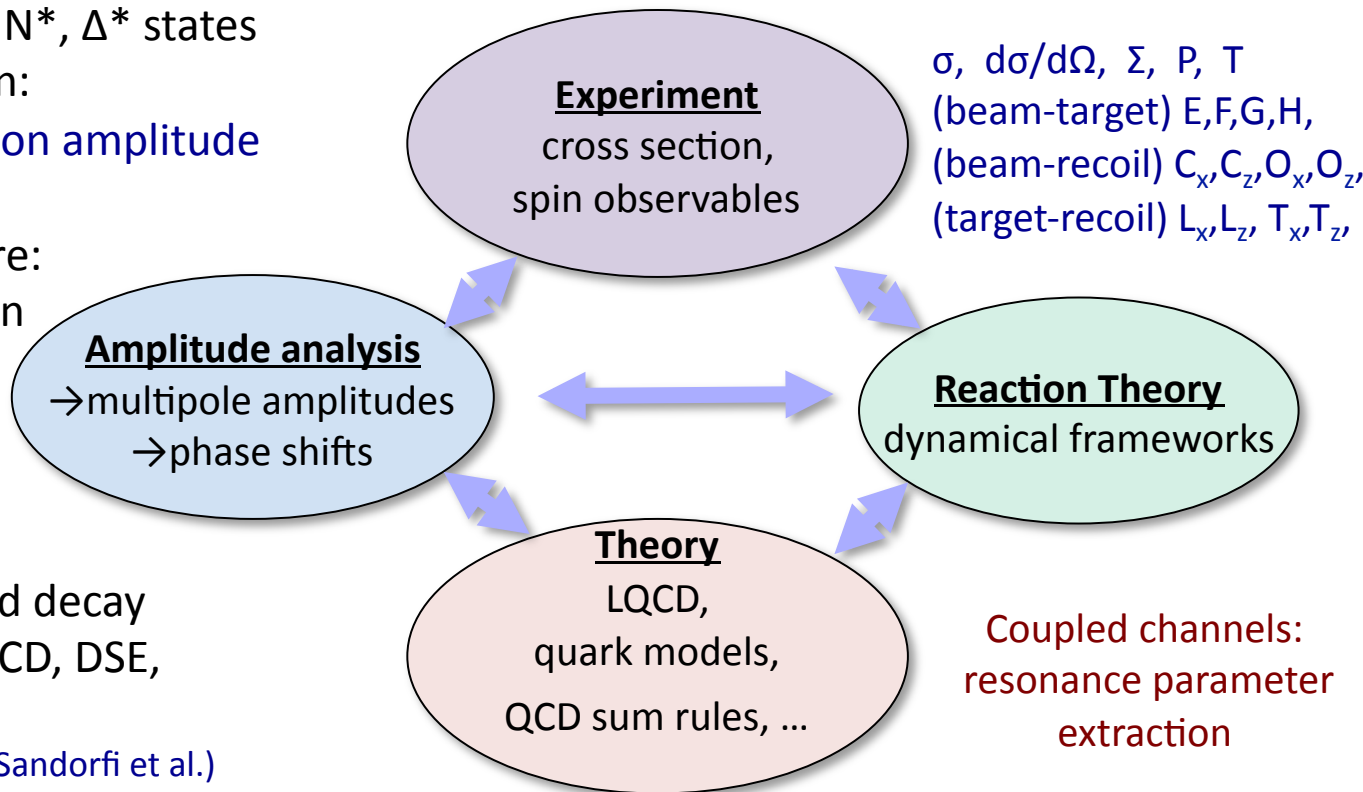 N*, Δ* states
n:
on amplitude
re:
n
d decay
CD, DSE,
Sandorfi et al.)
Experiment
cross section,
spin observables
σ, dσ/dΩ, Σ, P, T
(beam-target) E,F,G,H,
(beam-recoil) Cx,Cz,Ox,Oz,
(target-recoil) Lx,Lz, Tx,Tz,
Amplitude analysis
→multipole amplitudes
→phase shifts
Reaction Theory
dynamical frameworks
Theory
LQCD,
quark models,
QCD sum rules, ...
Coupled channels:
resonance parameter
extraction